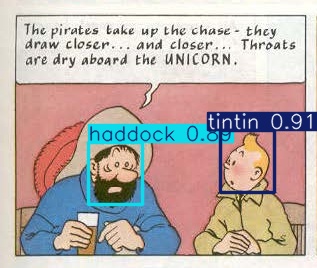 The pirates take up the chase - they
draw closer... and closer... Throats
are dry aboard the UNICORN.
tintin 0.91
haddock 0.89